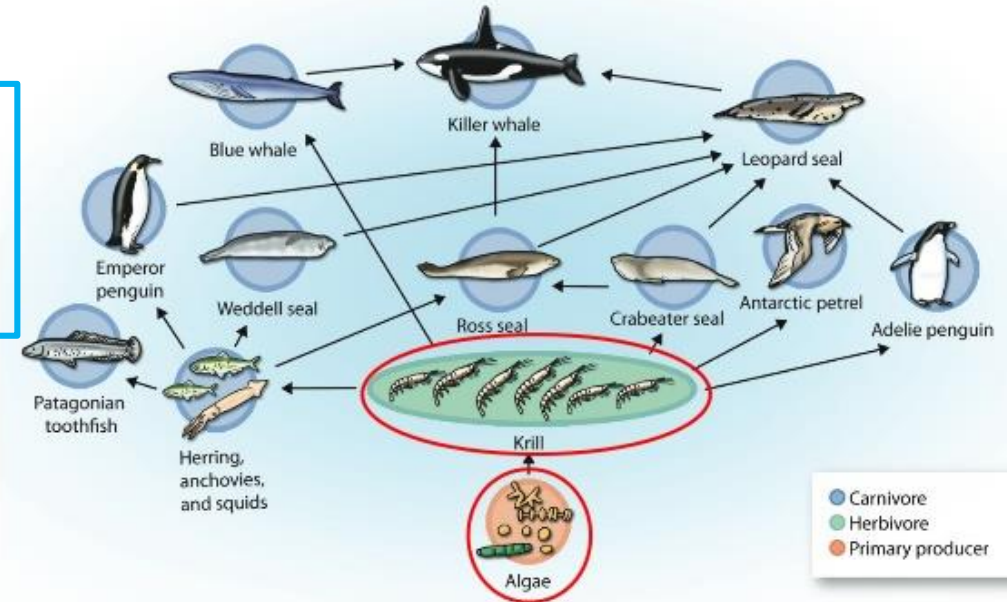 Killer whale
Blue whale
Leopard seal
Emperor
penguin
Weddell seal
Ross seal
Crabeater seal
Antarctic petrel
Adelie penguin
Patagonian
toothfish
Herring,
anchovies,
and squids
Krill
Algae
Carnivore
Herbivore
Primary producer